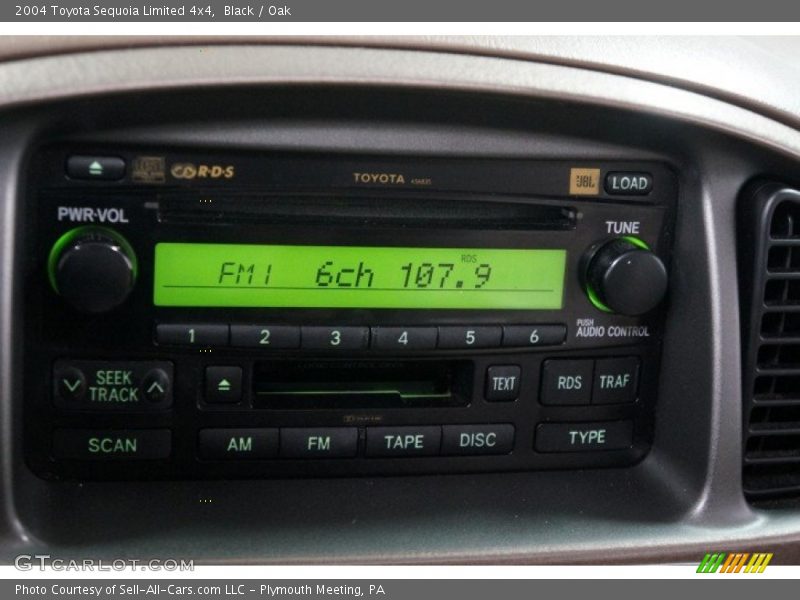 2004 Toyota Sequoia Limited 4x4, Black / Oak
R·D·S
TOYOTA
JBL
LOAD
PWR·VOL
TUNE
FM1 6ch 107.9
RDS
PUSH
AUDIO CONTROL
1 2 3 4 5 6
SEEK
TRACK
TEXT
RDS
TRAF
SCAN
AM
FM
TAPE
DISC
TYPE
GTCARLOT.COM
Photo Courtesy of Sell-All-Cars.com LLC - Plymouth Meeting, PA